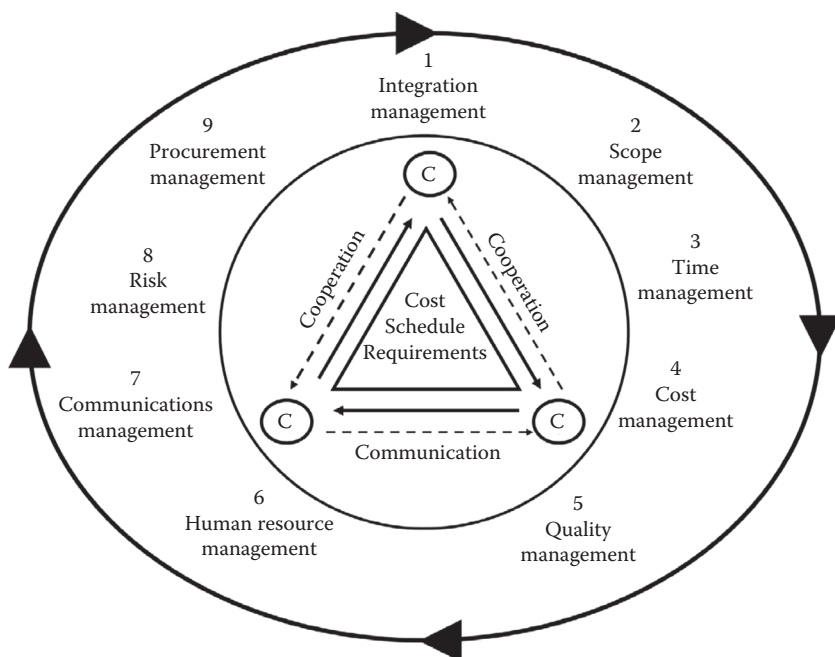 1
Integration
management
2
Scope
management
3
Time
management
4
Cost
management
5
Quality
management
6
Human resource
management
7
Communications
management
8
Risk
management
9
Procurement
management
C
Cooperation
Cooperation
Cost
Schedule
Requirements
C
C
Communication